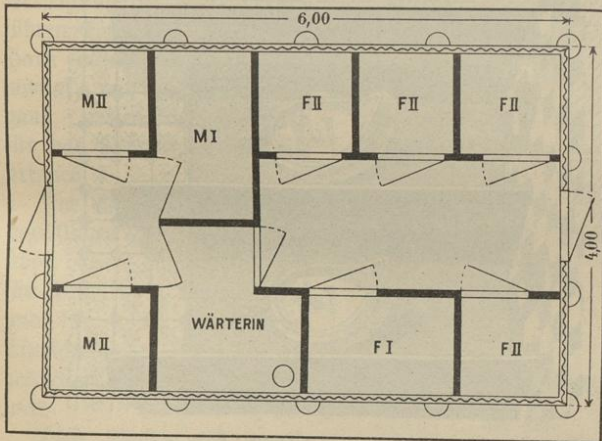 6,00
M II
M I
F II
F II
F II
4,00
M II
WÄRTERIN
F I
F II